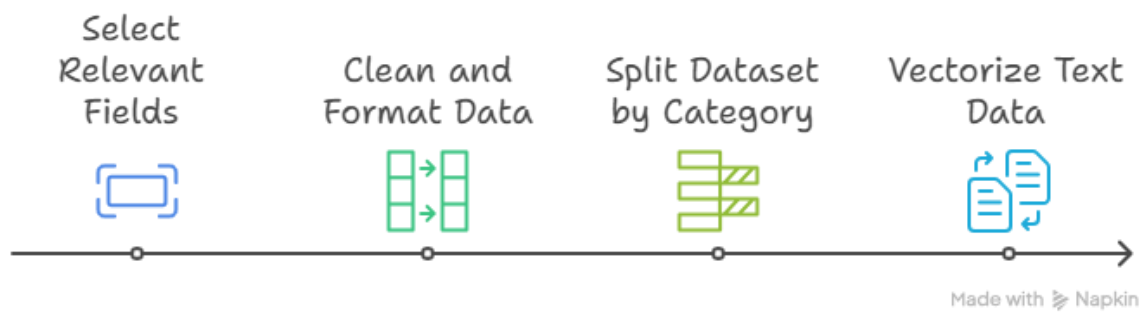 Select
Relevant
Fields
Clean and
Format Data
Split Dataset
by Category
Vectorize Text
Data
Made with Napkin